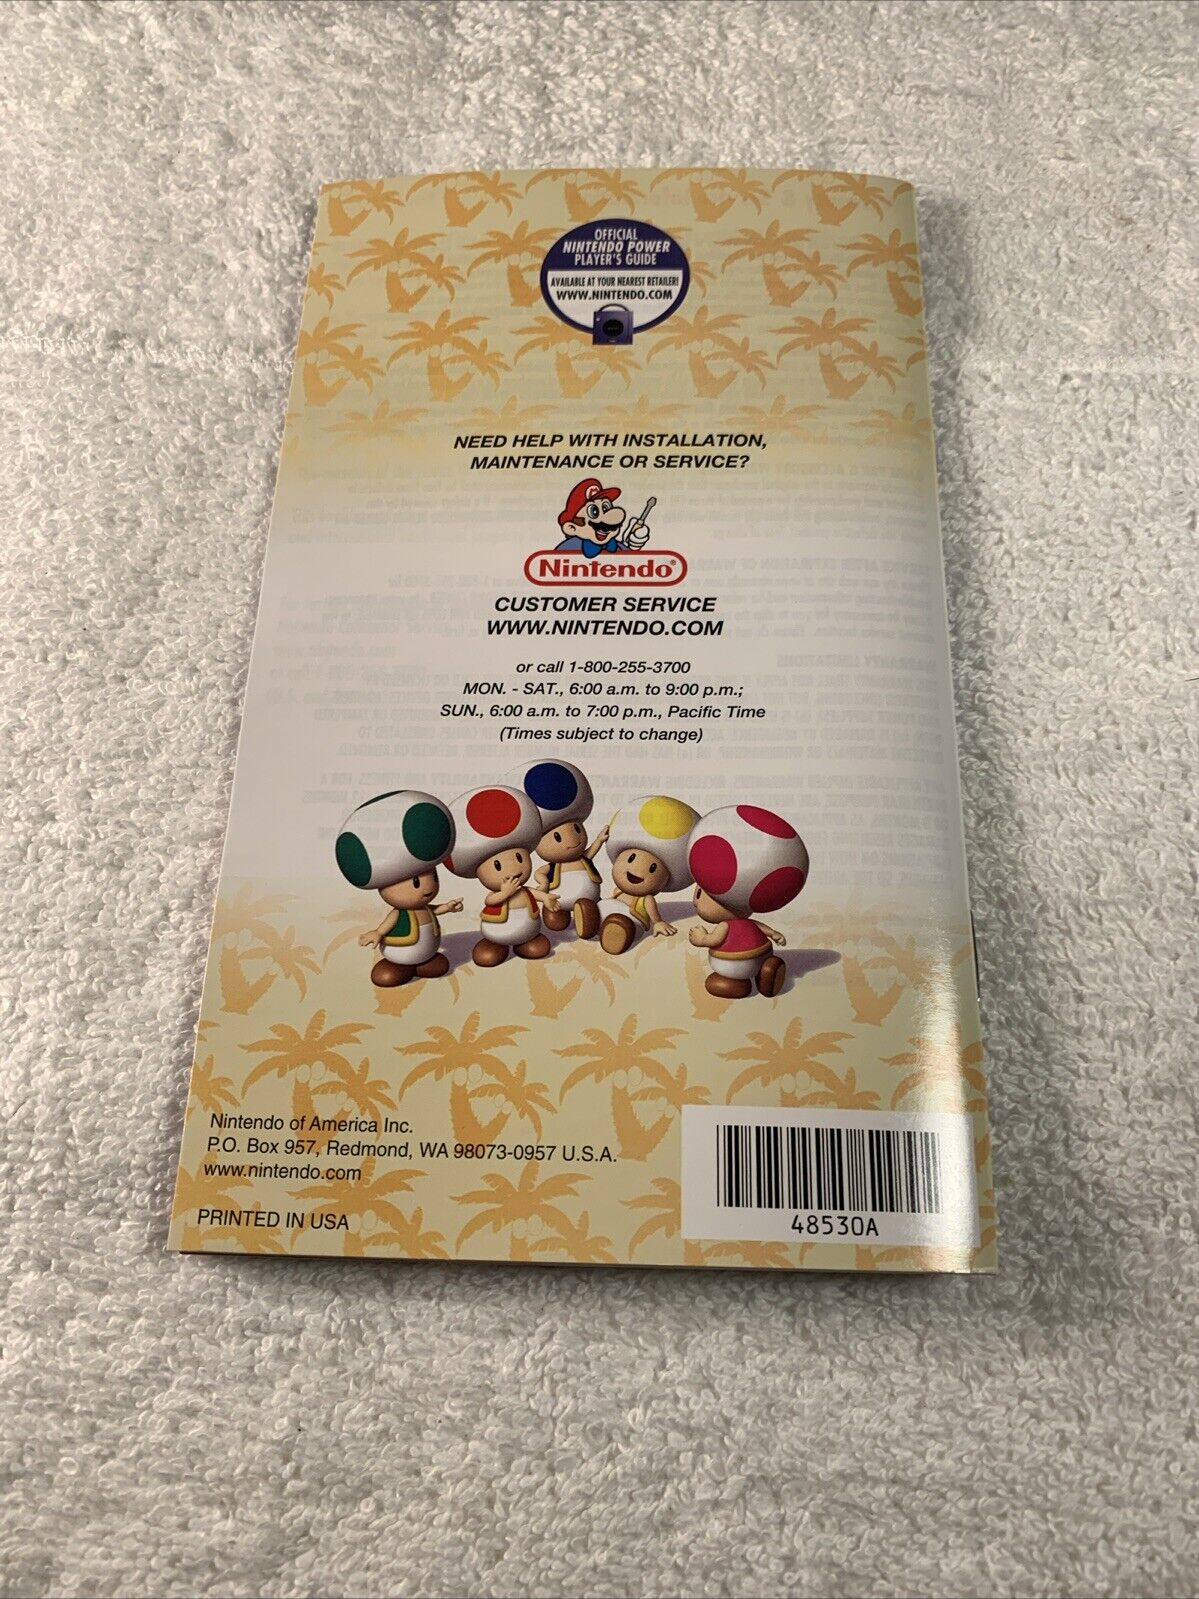 OFFICIAL
NINTENDO POWER
PLAYER'S GUIDE
AVAILABLE AT YOUR NEAREST RETAILER!
WWW.NINTENDO.COM
NEED HELP WITH INSTALLATION,
MAINTENANCE OR SERVICE?
Nintendo®
CUSTOMER SERVICE
WWW.NINTENDO.COM
or call 1-800-255-3700
MON. - SAT., 6:00 a.m. to 9:00 p.m.;
SUN., 6:00 a.m. to 7:00 p.m., Pacific Time
(Times subject to change)
Nintendo of America Inc.
P.O. Box 957, Redmond, WA 98073-0957 U.S.A.
www.nintendo.com
PRINTED IN USA
48530A